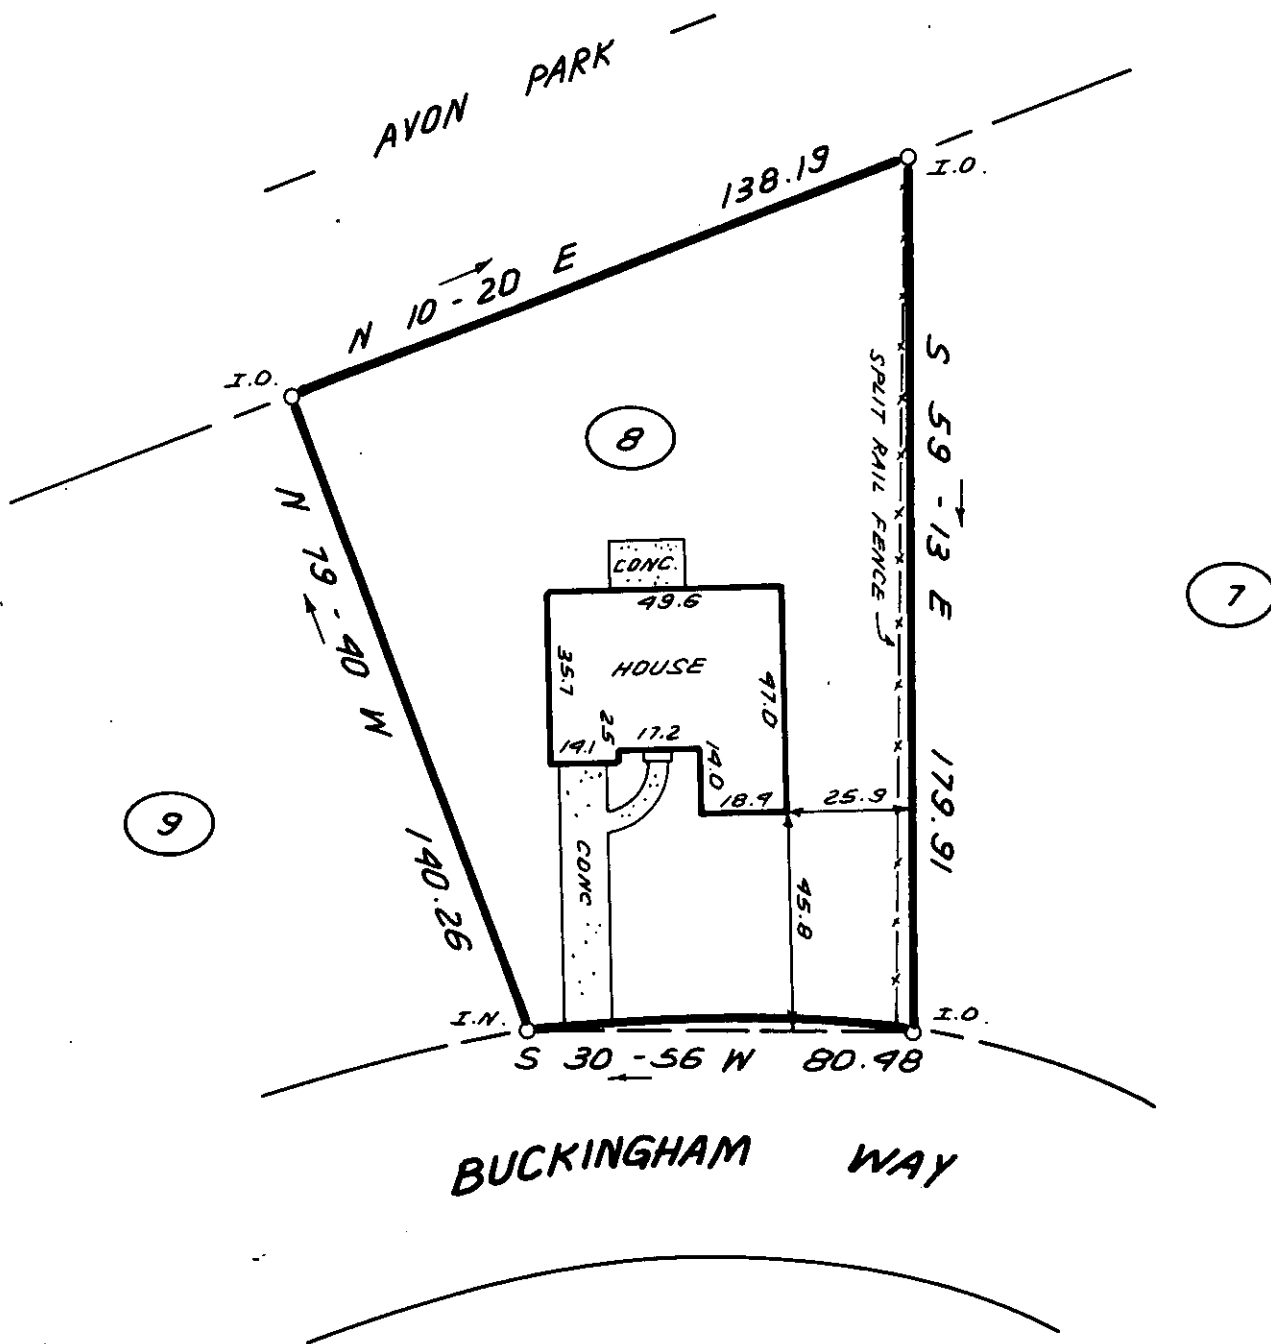 AVON PARK
138.19
I.O.
N 10-20 E
I.O.
S 59-13 E
SPLIT RAIL FENCE
8
N 79-40 W
CONC.
49.6
7
HOUSE
35.7
47.0
2.5
17.2
14.1
14.0
18.4
25.9
179.91
9
140.26
CONC
45.8
I.N.
I.O.
S 30-56 W 80.48
BUCKINGHAM WAY